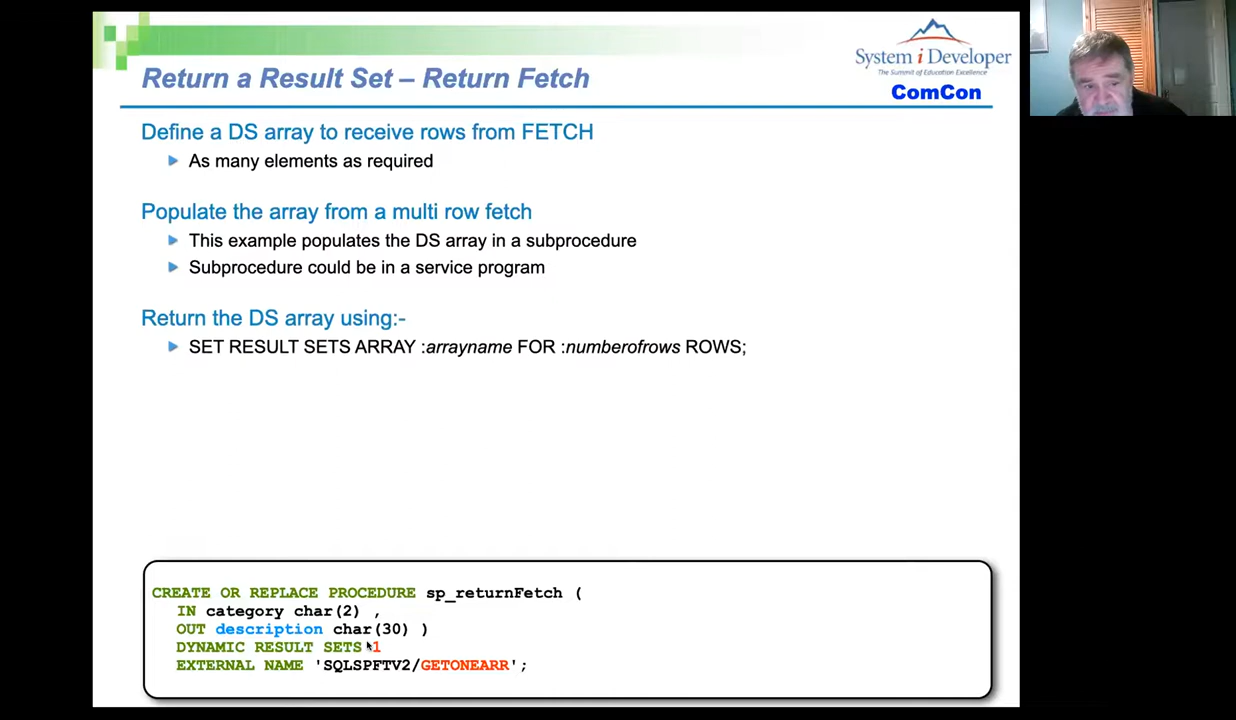 System i Developer
The Summit of Education Excellence
ComCon
Return a Result Set – Return Fetch
Define a DS array to receive rows from FETCH
As many elements as required
Populate the array from a multi row fetch
This example populates the DS array in a subprocedure
Subprocedure could be in a service program
Return the DS array using:-
SET RESULT SETS ARRAY :arrayname FOR :numberofrows ROWS;
CREATE OR REPLACE PROCEDURE sp_returnFetch (
IN category char(2) ,
OUT description char(30) )
DYNAMIC RESULT SETS 1
EXTERNAL NAME 'SQLSPFTV2/GETONEARR';